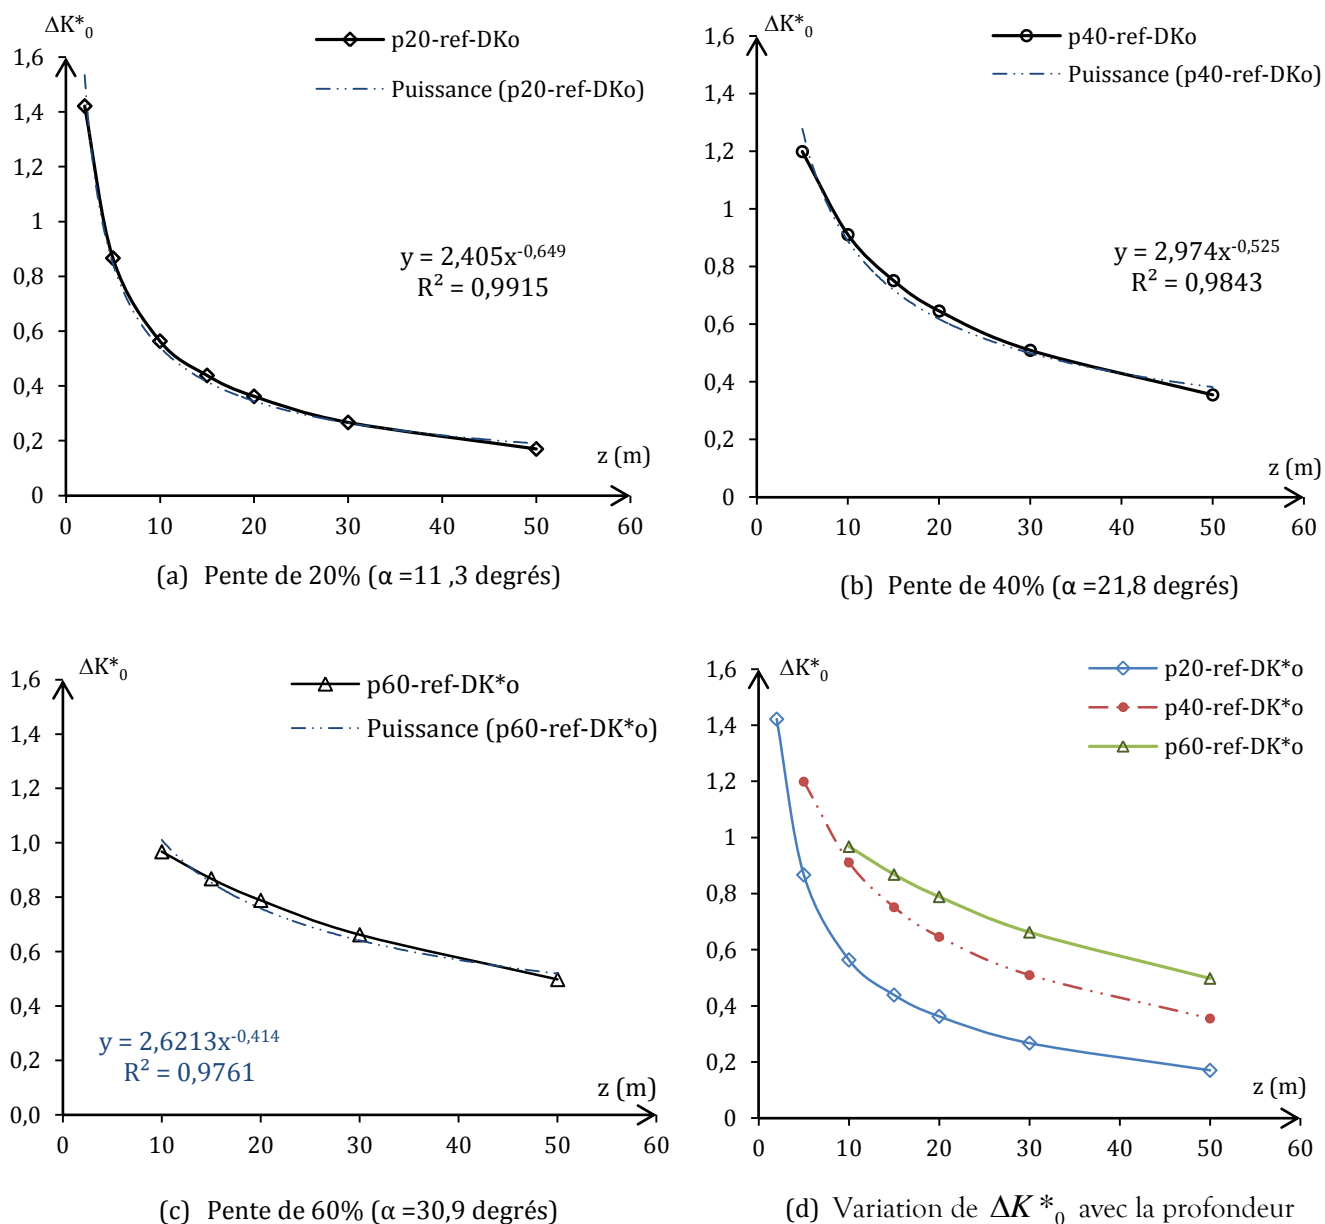 ΔK*₀
p20-ref-DKo
Puissance (p20-ref-DKo)
1,6
1,4
1,2
1
0,8
0,6
0,4
0,2
0
y = 2,405x^-0,649
R² = 0,9915
z (m)
0 10 20 30 40 50 60
(a) Pente de 20% (α =11 ,3 degrés)
ΔK*₀
p40-ref-DKo
Puissance (p40-ref-DKo)
1,6
1,4
1,2
1
0,8
0,6
0,4
0,2
0
y = 2,974x^-0,525
R² = 0,9843
z (m)
0 10 20 30 40 50 60
(b) Pente de 40% (α =21,8 degrés)
ΔK*₀
p60-ref-DK*o
Puissance (p60-ref-DK*o)
1,6
1,4
1,2
1,0
0,8
0,6
0,4
0,2
0,0
y = 2,6213x^-0,414
R² = 0,9761
z (m)
0 10 20 30 40 50 60
(c) Pente de 60% (α =30,9 degrés)
ΔK*₀
p20-ref-DK*o
p40-ref-DK*o
p60-ref-DK*o
1,6
1,4
1,2
1
0,8
0,6
0,4
0,2
0
z (m)
0 10 20 30 40 50 60
(d) Variation de ΔK*₀ avec la profondeur